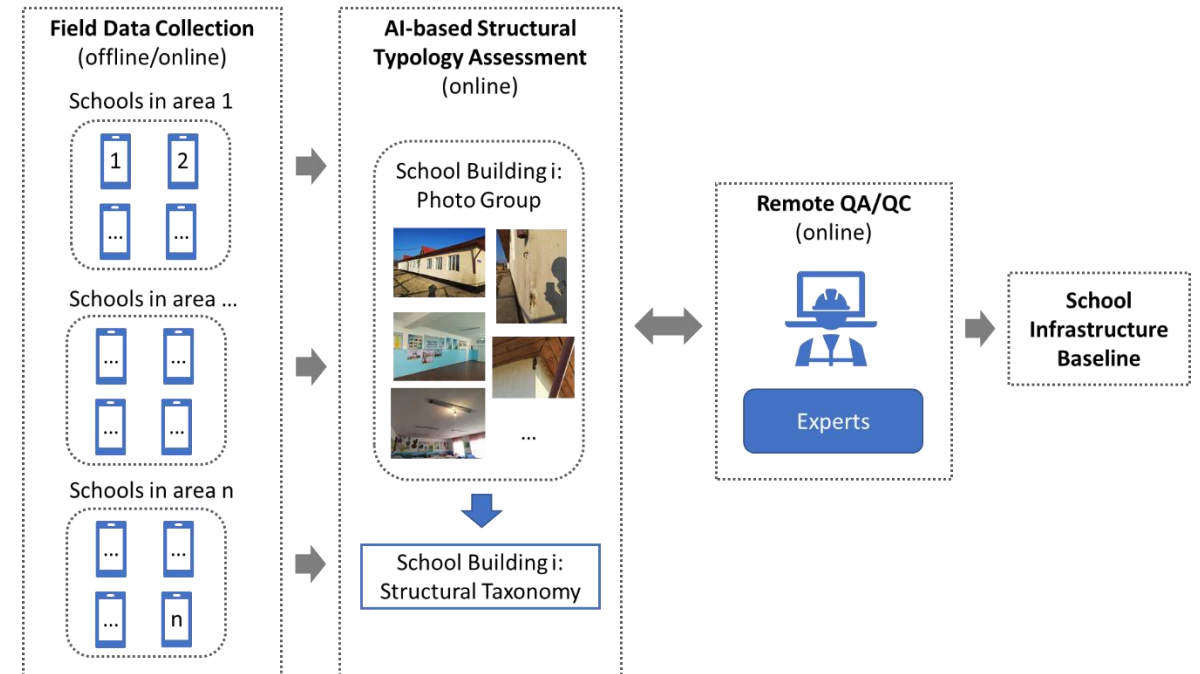 Field Data Collection
(offline/online)
Schools in area 1
1
2
...
...
Schools in area ...
...
...
...
...
Schools in area n
...
...
...
n
AI-based Structural
Typology Assessment
(online)
School Building i:
Photo Group
...
School Building i:
Structural Taxonomy
Remote QA/QC
(online)
Experts
School
Infrastructure
Baseline